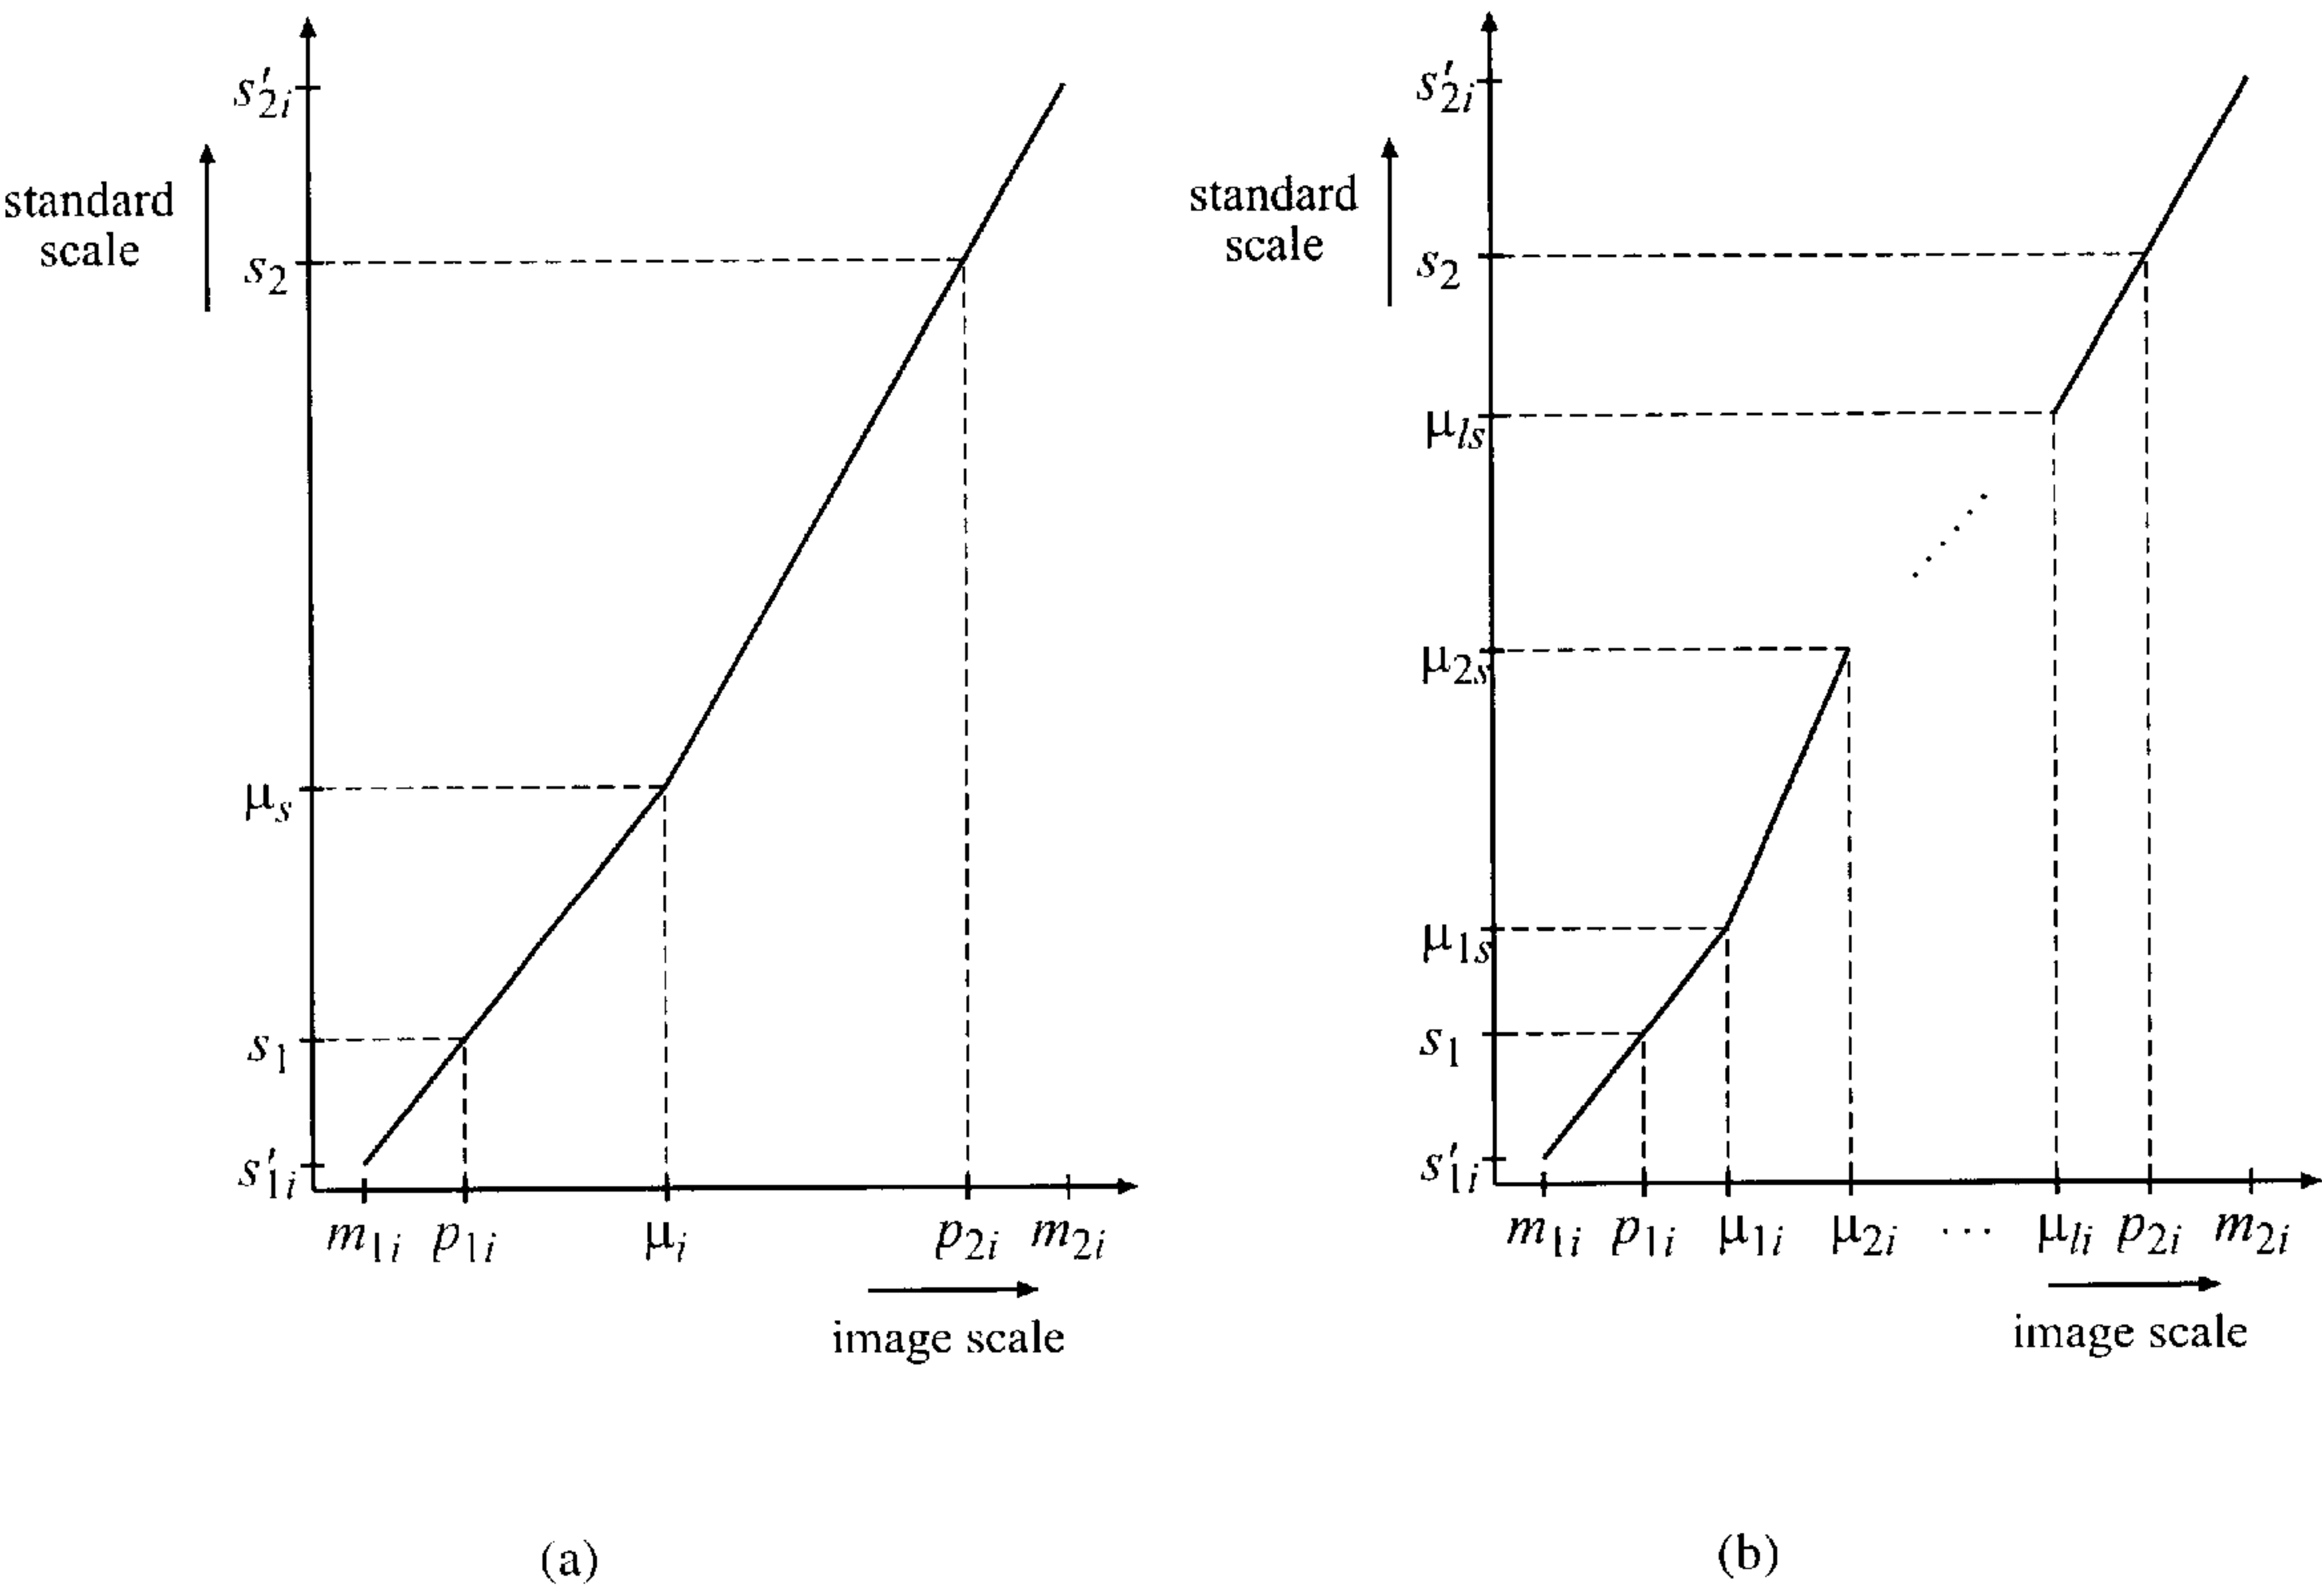 s′2i
standard
scale
s2
μs
s1
s′1i
m1i p1i μi p2i m2i
image scale
(a)
s′2i
standard
scale
s2
μls
μ2s
μ1s
s1
s′1i
m1i p1i μ1i μ2i ··· μli p2i m2i
image scale
(b)